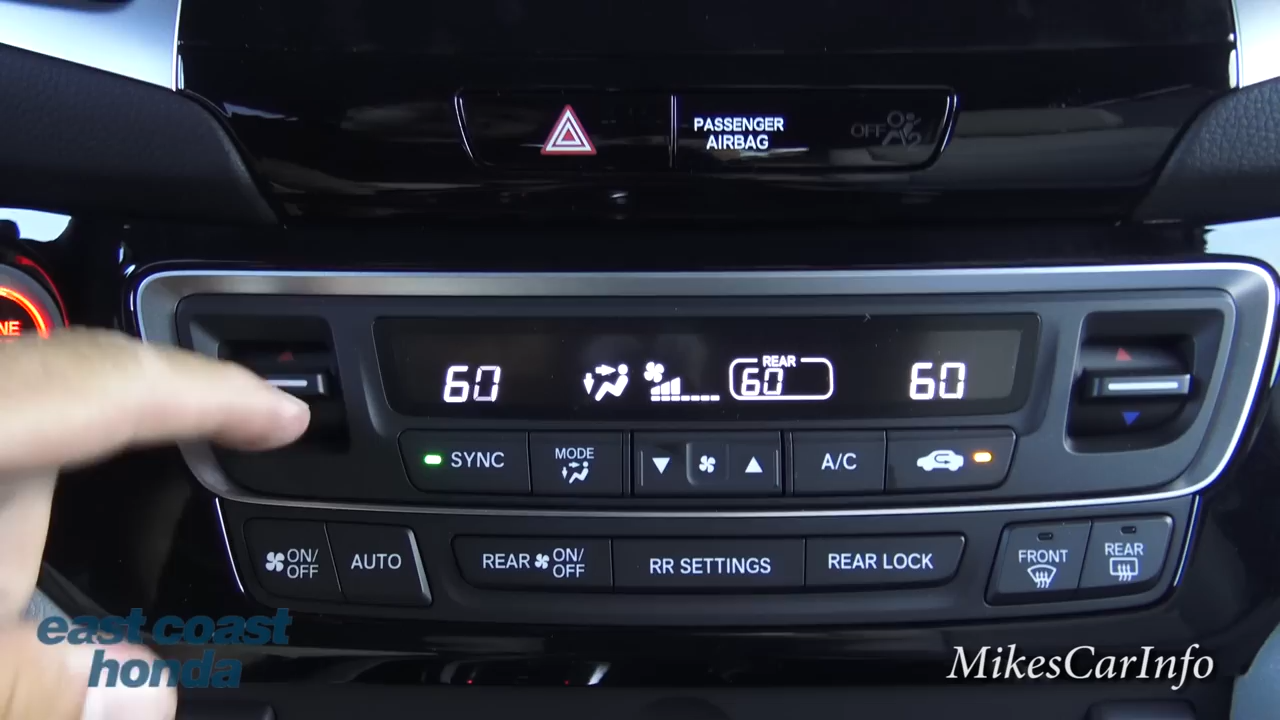 PASSENGER
AIRBAG
OFF
NE
60
REAR
60
60
SYNC
MODE
A/C
ON/
OFF
AUTO
REAR ON/
OFF
RR SETTINGS
REAR LOCK
FRONT
REAR
east coast
honda
MikesCarInfo